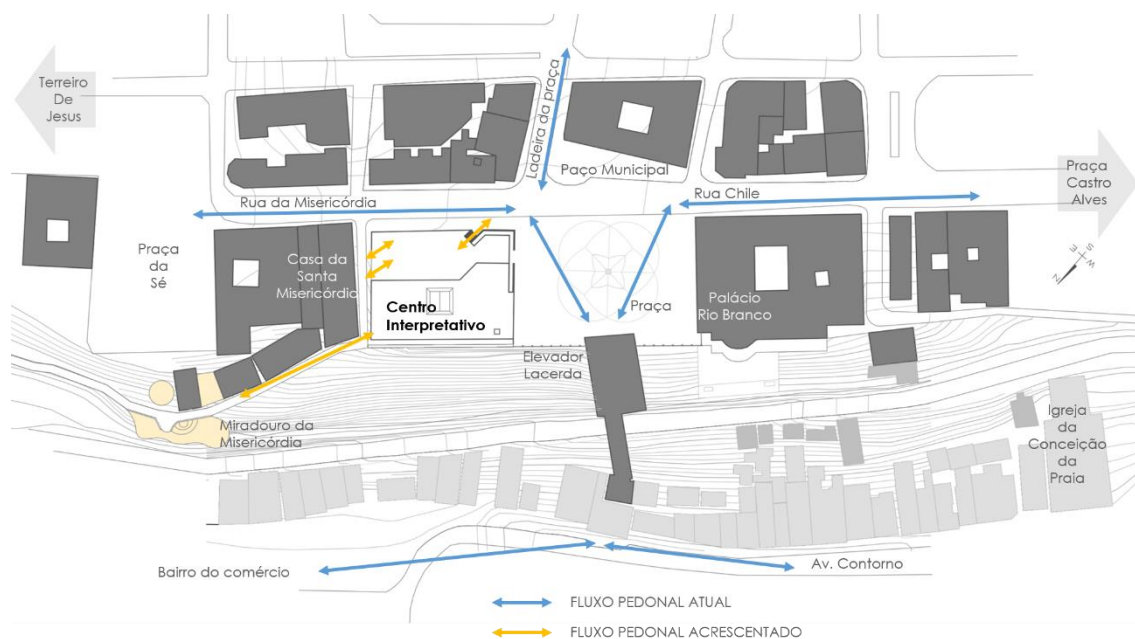 Terreiro
De
Jesus
Ladeira da praça
Paço Municipal
Rua da Misericórdia
Rua Chile
Praça
Castro
Alves
Praça
da
Sé
Casa da
Santa
Misericórdia
Centro
Interpretativo
Praça
Palácio
Rio Branco
S
W
E
N
Elevador
Lacerda
Miradouro da
Misericórdia
Igreja
da
Conceição
da
Praia
Bairro do comércio
Av. Contorno
FLUXO PEDONAL ATUAL
FLUXO PEDONAL ACRESCENTADO